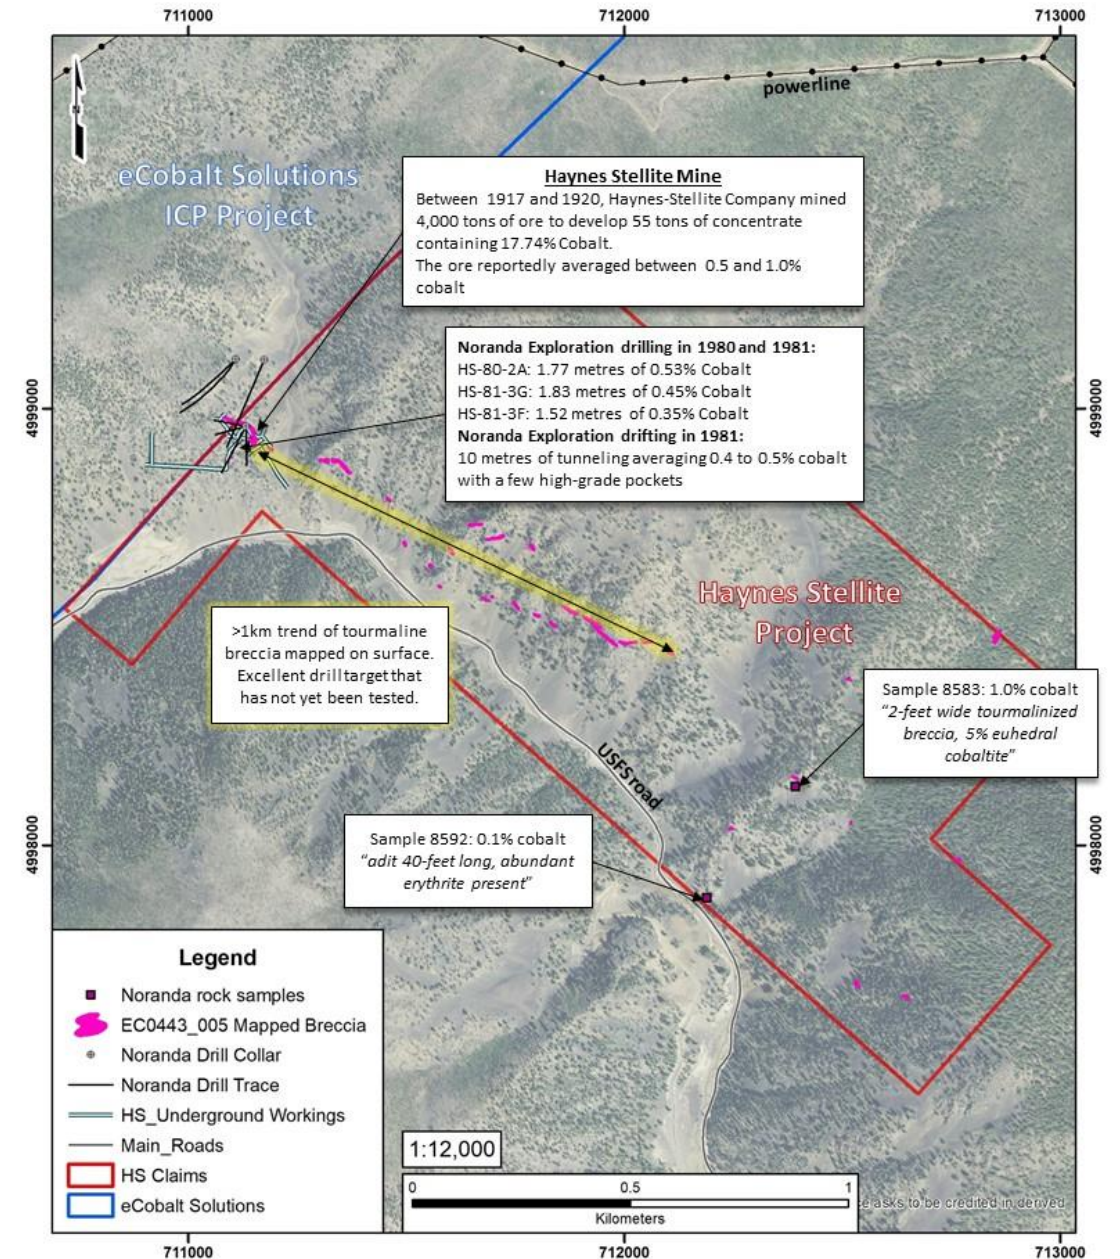 711000
712000
713000
powerline
eCobalt Solutions
ICP Project
Haynes Stellite Mine
Between 1917 and 1920, Haynes-Stellite Company mined
4,000 tons of ore to develop 55 tons of concentrate
containing 17.74% Cobalt.
The ore reportedly averaged between 0.5 and 1.0%
cobalt
Noranda Exploration drilling in 1980 and 1981:
HS-80-2A: 1.77 metres of 0.53% Cobalt
HS-81-3G: 1.83 metres of 0.45% Cobalt
HS-81-3F: 1.52 metres of 0.35% Cobalt
Noranda Exploration drifting in 1981:
10 metres of tunneling averaging 0.4 to 0.5% cobalt
with a few high-grade pockets
4999000
4999000
Haynes Stellite
Project
>1km trend of tourmaline
breccia mapped on surface.
Excellent drill target that
has not yet been tested.
Sample 8583: 1.0% cobalt
"2-feet wide tourmalinized
breccia, 5% euhedral
cobaltite"
USFS road
Sample 8592: 0.1% cobalt
"adit 40-feet long, abundant
erythrite present"
4998000
4998000
Legend
Noranda rock samples
EC0443_005 Mapped Breccia
Noranda Drill Collar
Noranda Drill Trace
HS_Underground Workings
Main_Roads
HS Claims
eCobalt Solutions
1:12,000
0 0.5 1
Kilometers
e asks to be credited in derived
711000
712000
713000